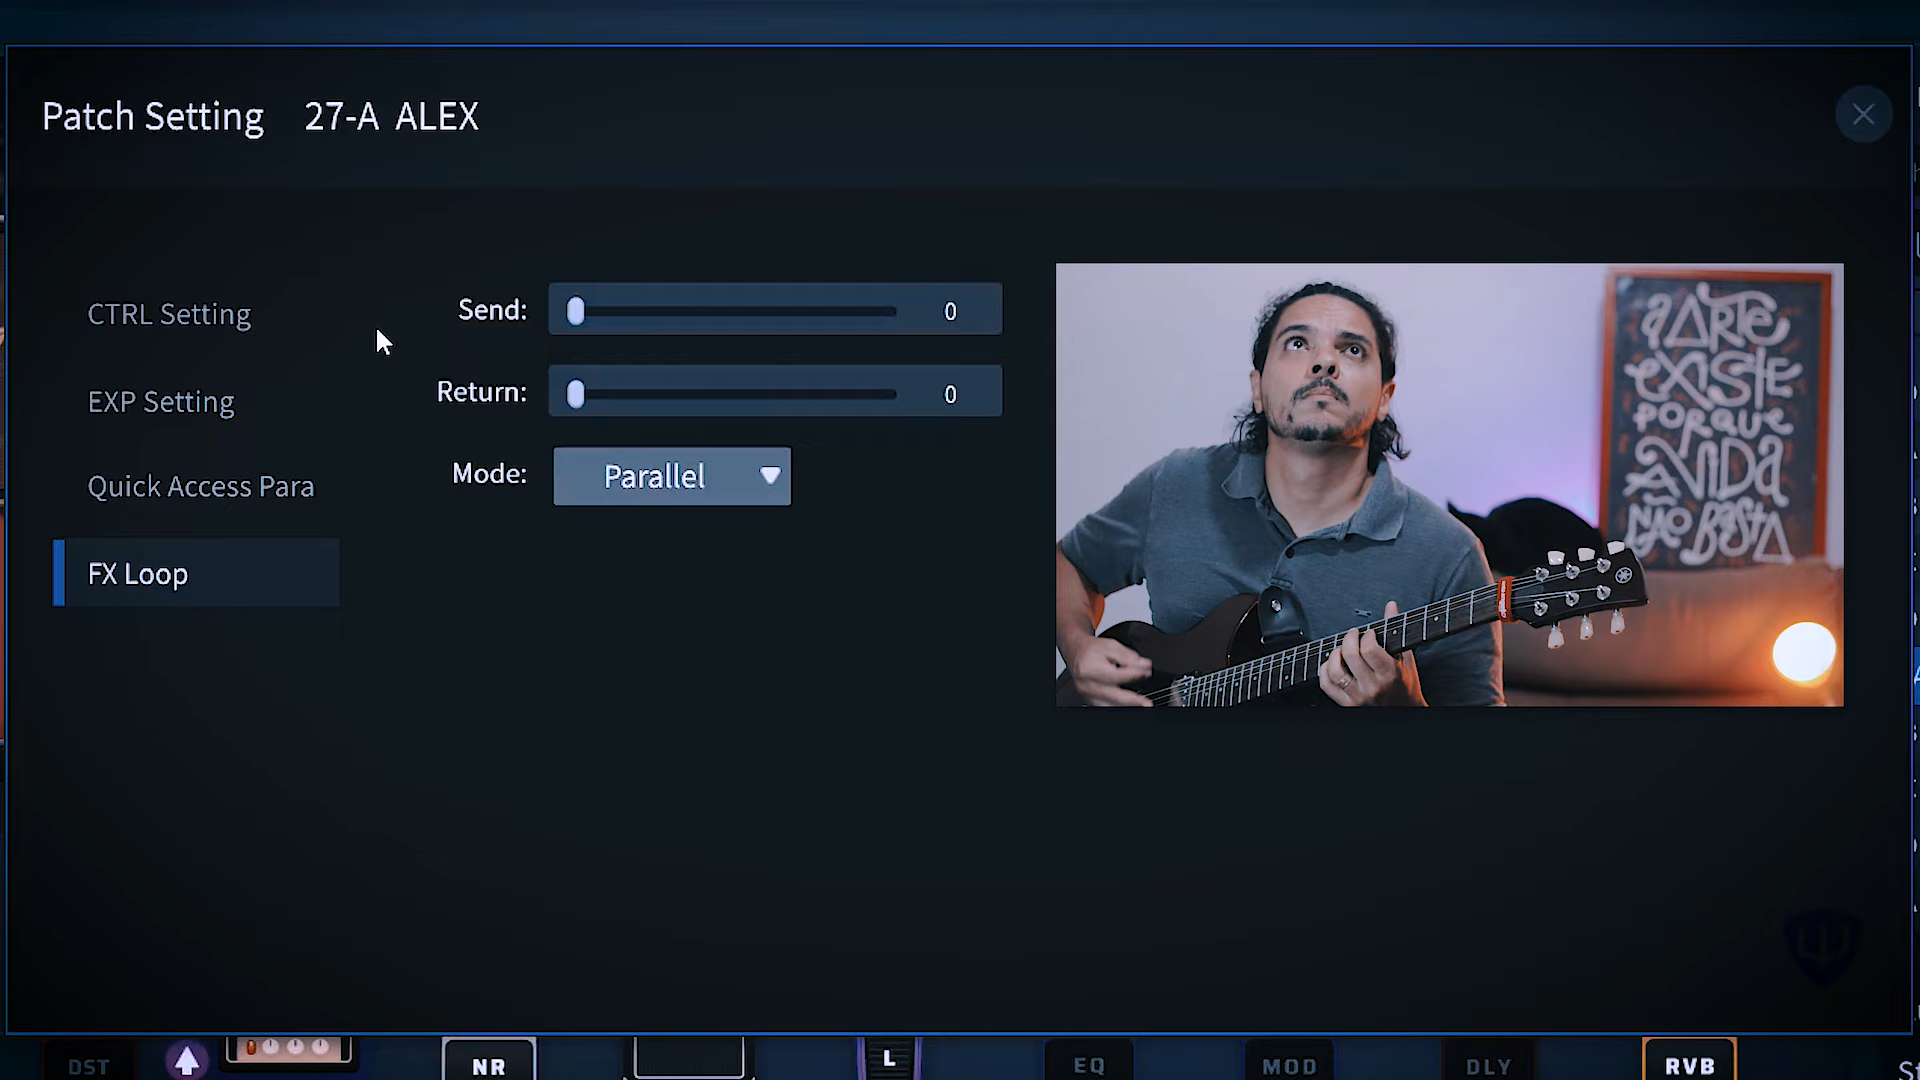 Patch Setting 27-A ALEX
CTRL Setting
EXP Setting
Quick Access Para
FX Loop
Send: 0
Return: 0
Mode: Parallel
A ARTE
EXISTE
PORQUE
A VIDA
NÃO BASTA
DST
NR
L
EQ
MOD
DLY
RVB